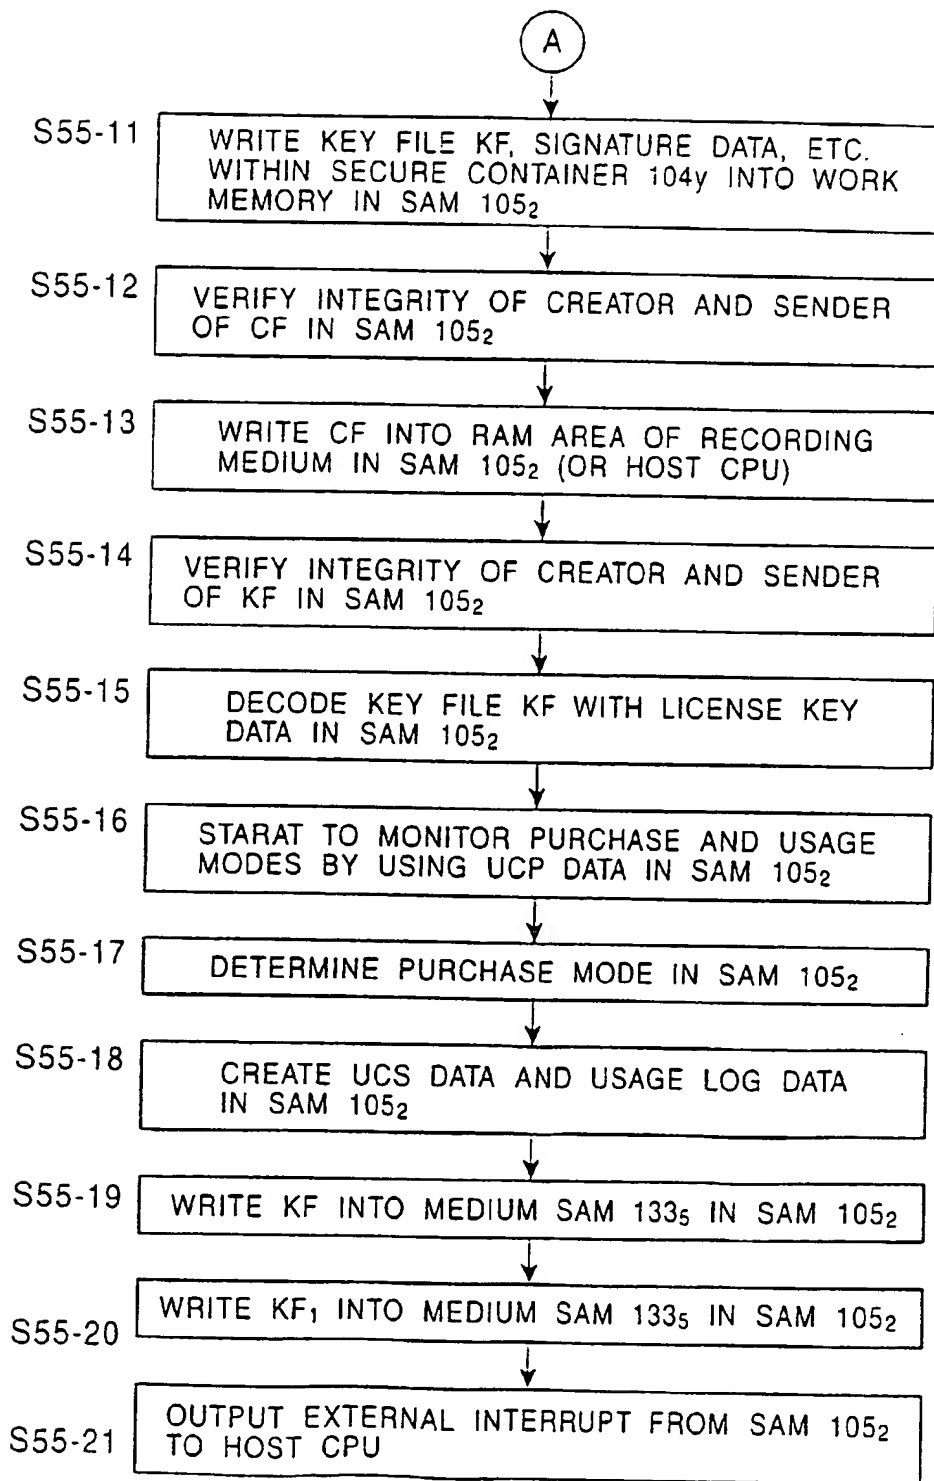 A
S55-11
WRITE KEY FILE KF, SIGNATURE DATA, ETC.
WITHIN SECURE CONTAINER 104y INTO WORK
MEMORY IN SAM 105₂
S55-12
VERIFY INTEGRITY OF CREATOR AND SENDER
OF CF IN SAM 105₂
S55-13
WRITE CF INTO RAM AREA OF RECORDING
MEDIUM IN SAM 105₂ (OR HOST CPU)
S55-14
VERIFY INTEGRITY OF CREATOR AND SENDER
OF KF IN SAM 105₂
S55-15
DECODE KEY FILE KF WITH LICENSE KEY
DATA IN SAM 105₂
S55-16
STARAT TO MONITOR PURCHASE AND USAGE
MODES BY USING UCP DATA IN SAM 105₂
S55-17
DETERMINE PURCHASE MODE IN SAM 105₂
S55-18
CREATE UCS DATA AND USAGE LOG DATA
IN SAM 105₂
S55-19
WRITE KF INTO MEDIUM SAM 133₅ IN SAM 105₂
S55-20
WRITE KF₁ INTO MEDIUM SAM 133₅ IN SAM 105₂
S55-21
OUTPUT EXTERNAL INTERRUPT FROM SAM 105₂
TO HOST CPU